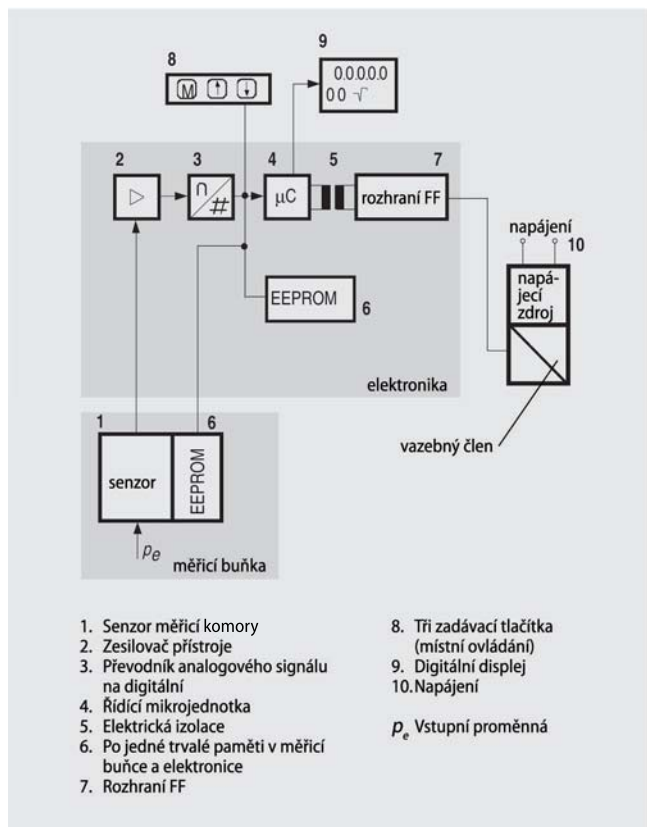 8
9
M ↑ ↓
0.0.0.0.0
0 0 √
2
3
4
5
7
∩
#
µC
rozhraní FF
napájení
10
napá-
jecí
zdroj
EEPROM
6
elektronika
vazebný člen
1
6
senzor
EEPROM
pe
měřicí buňka
1. Senzor měřicí komory
2. Zesilovač přístroje
3. Převodník analogového signálu
na digitální
4. Řídící mikrojednotka
5. Elektrická izolace
6. Po jedné trvalé paměti v měřicí
buňce a elektronice
7. Rozhraní FF
8. Tři zadávací tlačítka
(místní ovládání)
9. Digitální displej
10. Napájení
pe Vstupní proměnná